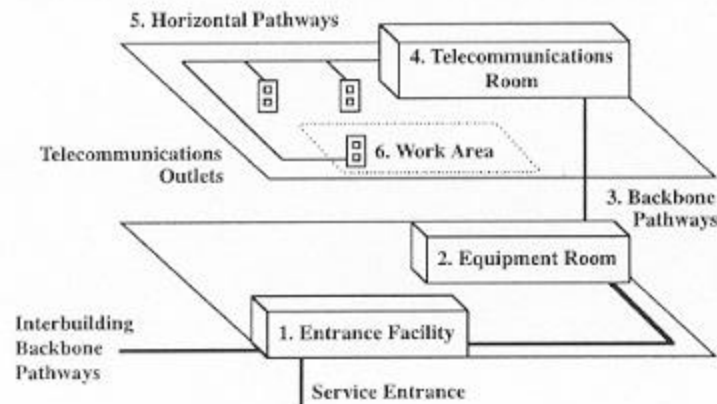 5. Horizontal Pathways
4. Telecommunications
Room
Telecommunications
Outlets
6. Work Area
3. Backbone
Pathways
2. Equipment Room
1. Entrance Facility
Interbuilding
Backbone
Pathways
Service Entrance